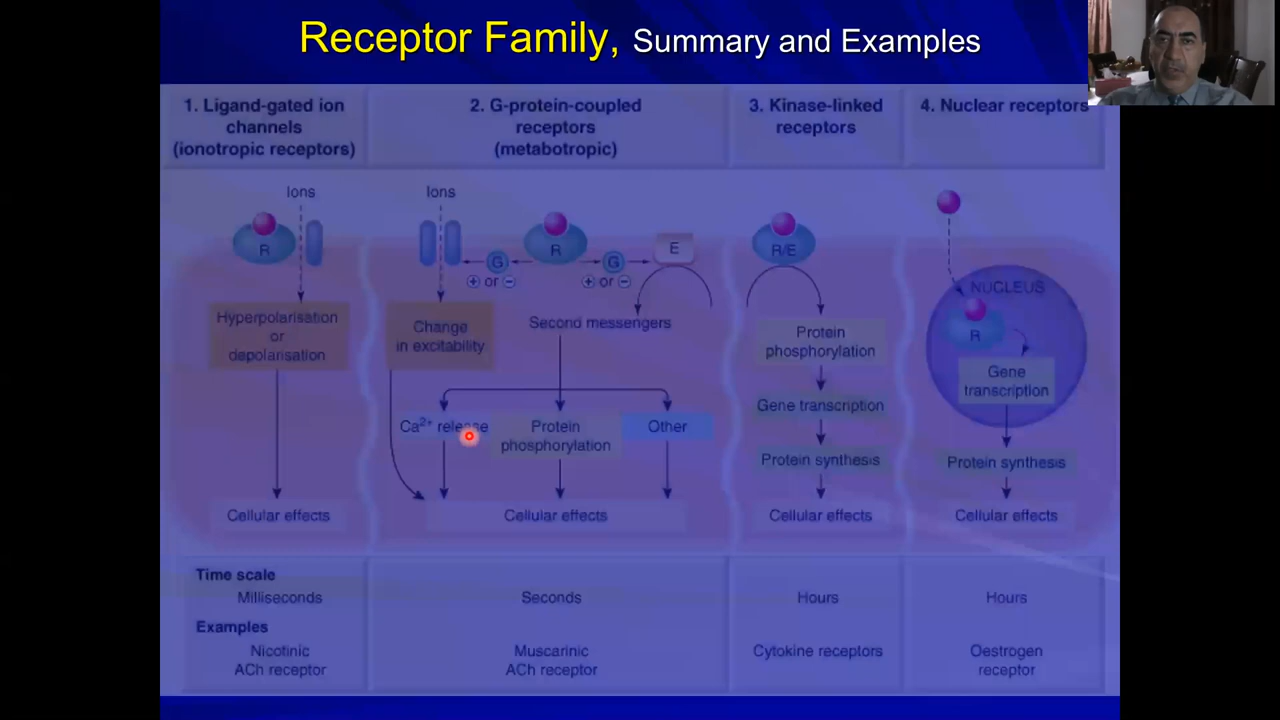 Receptor Family, Summary and Examples
1. Ligand-gated ion
channels
(ionotropic receptors)
2. G-protein-coupled
receptors
(metabotropic)
3. Kinase-linked
receptors
4. Nuclear receptors
Ions
R
Hyperpolarisation
or
depolarisation
Cellular effects
Ions
G
R
G
E
+ or −
+ or −
Change
in excitability
Second messengers
Ca²⁺ release
Protein
phosphorylation
Other
Cellular effects
R/E
Protein
phosphorylation
Gene transcription
Protein synthesis
Cellular effects
NUCLEUS
R
Gene
transcription
Protein synthesis
Cellular effects
Time scale
Milliseconds
Seconds
Hours
Hours
Examples
Nicotinic
ACh receptor
Muscarinic
ACh receptor
Cytokine receptors
Oestrogen
receptor